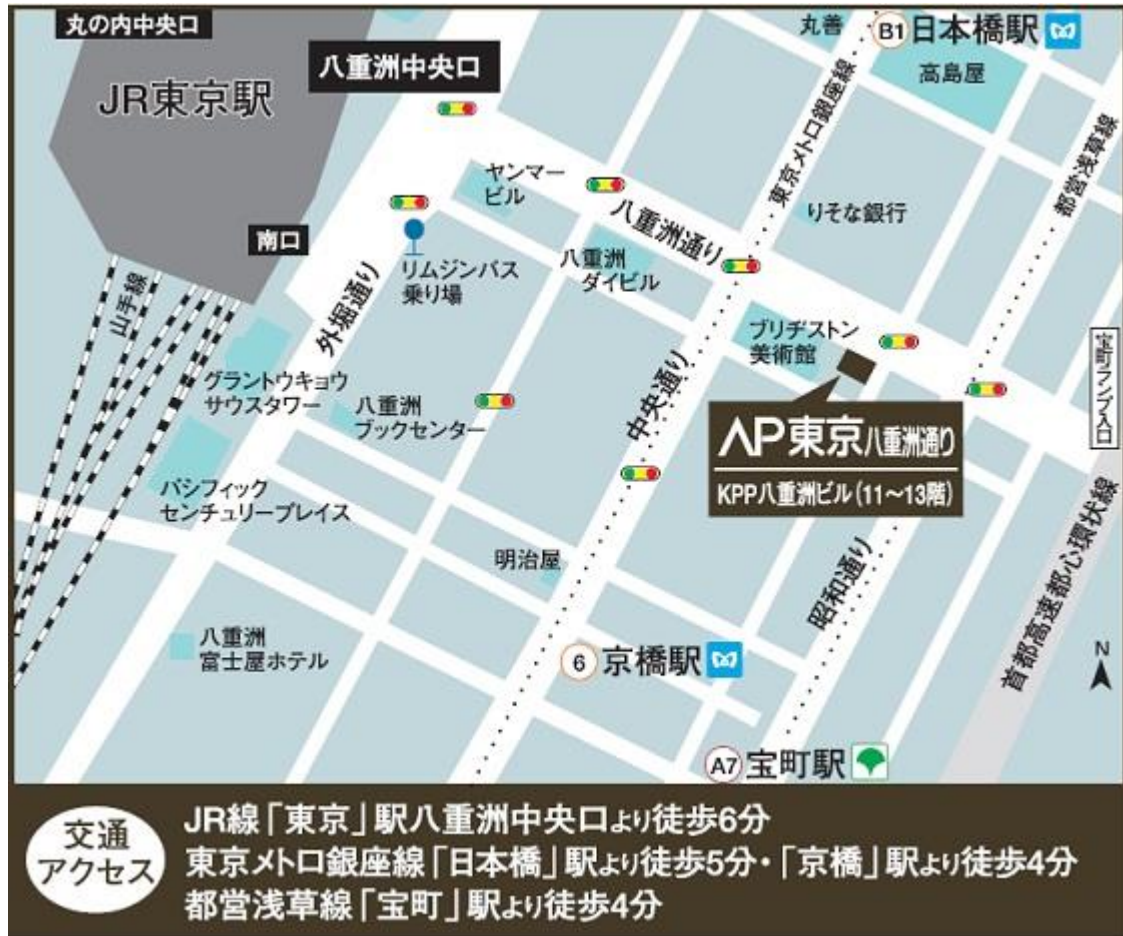 丸の内中央口
JR東京駅
八重洲中央口
丸善
B1 日本橋駅
高島屋
東京メトロ銀座線
都営浅草線
ヤンマー
ビル
八重洲通り
りそな銀行
南口
リムジンバス
乗り場
八重洲
ダイビル
山手線
外堀通り
ブリヂストン
美術館
宝町ランプ入口
グラントウキョウ
サウスタワー
八重洲
ブックセンター
中央通り
AP東京八重洲通り
KPP八重洲ビル(11～13階)
パシフィック
センチュリープレイス
明治屋
昭和通り
首都高速都心環状線
八重洲
富士屋ホテル
6 京橋駅
N
A7 宝町駅
交通
アクセス
JR線「東京」駅八重洲中央口より徒歩6分
東京メトロ銀座線「日本橋」駅より徒歩5分・「京橋」駅より徒歩4分
都営浅草線「宝町」駅より徒歩4分